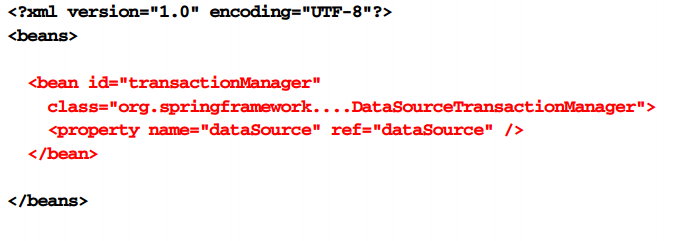 <?xml version="1.0" encoding="UTF-8"?>
<beans>
<bean id="transactionManager"
class="org.springframework....DataSourceTransactionManager">
<property name="dataSource" ref="dataSource" />
</bean>
</beans>